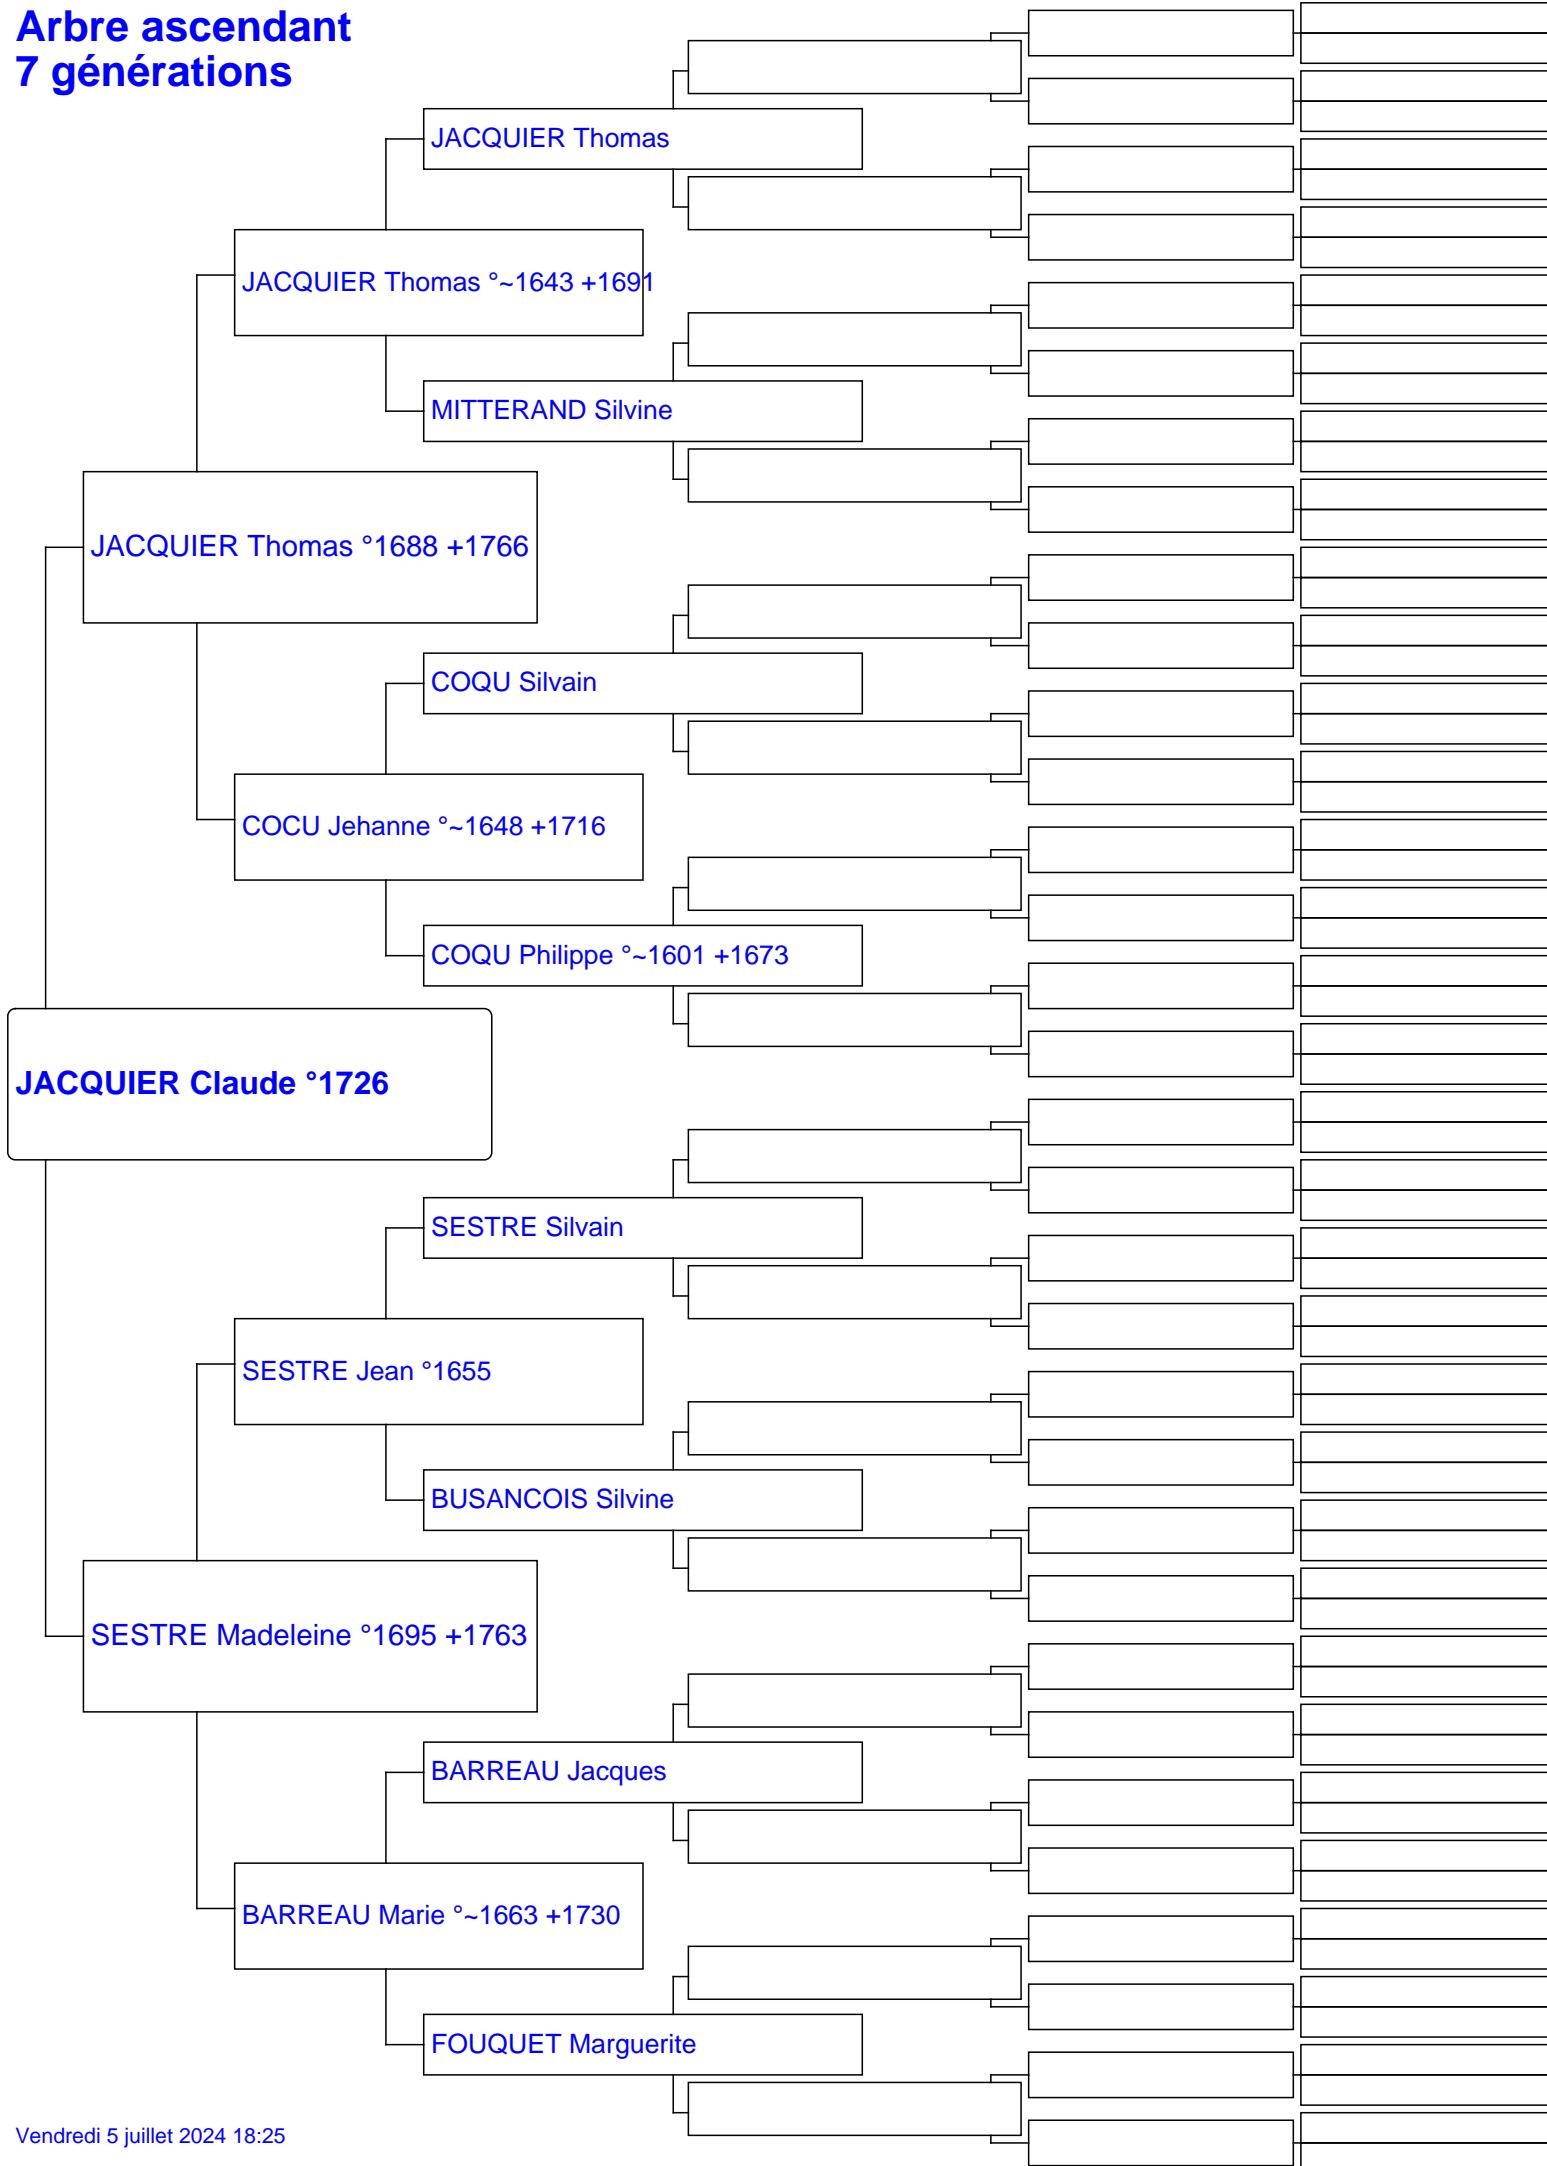 Arbre ascendant
7 générations
JACQUIER Thomas
JACQUIER Thomas °~1643 +1691
MITTERAND Silvine
JACQUIER Thomas °1688 +1766
COQU Silvain
COCU Jehanne °~1648 +1716
COQU Philippe °~1601 +1673
JACQUIER Claude °1726
SESTRE Silvain
SESTRE Jean °1655
BUSANCOIS Silvine
SESTRE Madeleine °1695 +1763
BARREAU Jacques
BARREAU Marie °~1663 +1730
FOUQUET Marguerite
Vendredi 5 juillet 2024 18:25